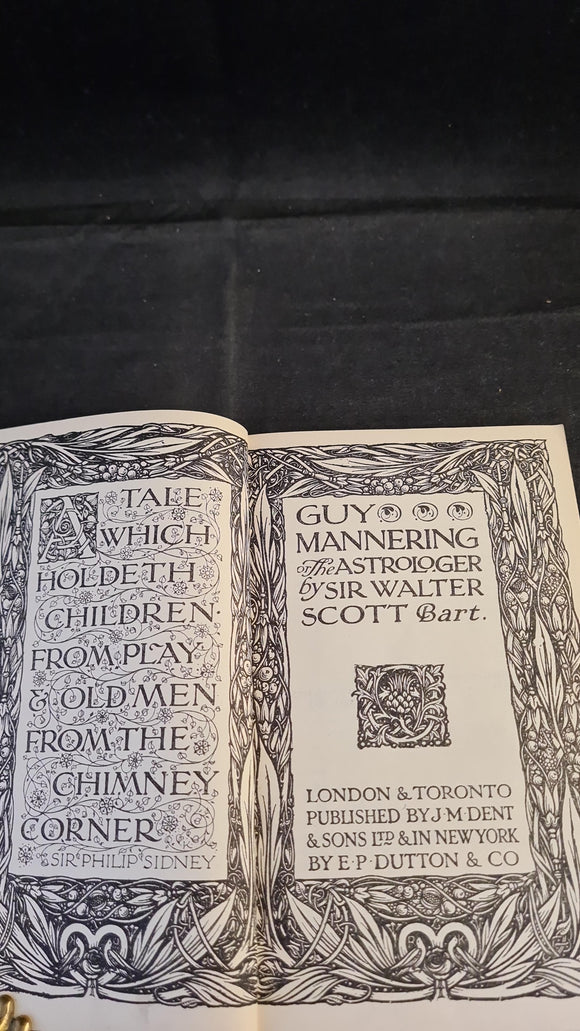 A TALE
WHICH
HOLDETH
CHILDREN
FROM PLAY
& OLD MEN
FROM THE
CHIMNEY
CORNER
SIR PHILIP SIDNEY
GUY
MANNERING
or The ASTROLOGER
by SIR WALTER
SCOTT Bart.
LONDON & TORONTO
PUBLISHED BY J·M·DENT
& SONS LTD & IN NEW YORK
BY E·P·DUTTON & CO